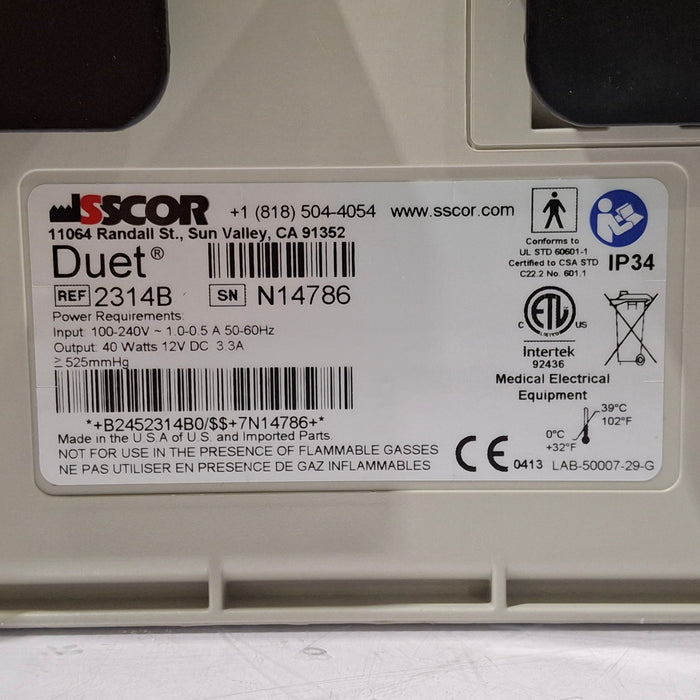 SSCOR +1 (818) 504-4054 www.sscor.com
11064 Randall St., Sun Valley, CA 91352
Duet®
REF 2314B SN N14786
Power Requirements:
Input: 100-240V ~ 1.0-0.5 A 50-60Hz
Output: 40 Watts 12V DC 3.3A
≥525mmHg
*+B2452314B0/$$+7N14786+*
Made in the U.S.A of U.S. and Imported Parts.
NOT FOR USE IN THE PRESENCE OF FLAMMABLE GASSES
NE PAS UTILISER EN PRESENCE DE GAZ INFLAMMABLES
Conforms to
UL STD 60601-1
Certified to CSA STD
C22.2 No. 601.1
IP34
C ETL US
LISTED
Intertek
92436
Medical Electrical
Equipment
39°C
102°F
0°C
+32°F
CE 0413 LAB-50007-29-G